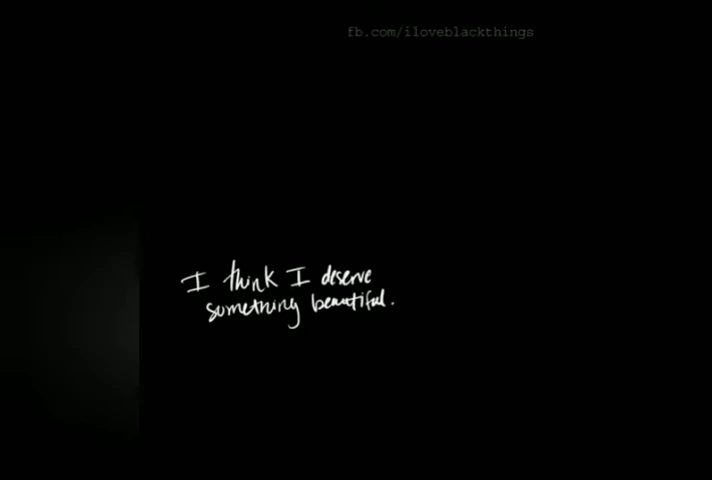 fb.com/iloveblackthings
I think I deserve
something beautiful.